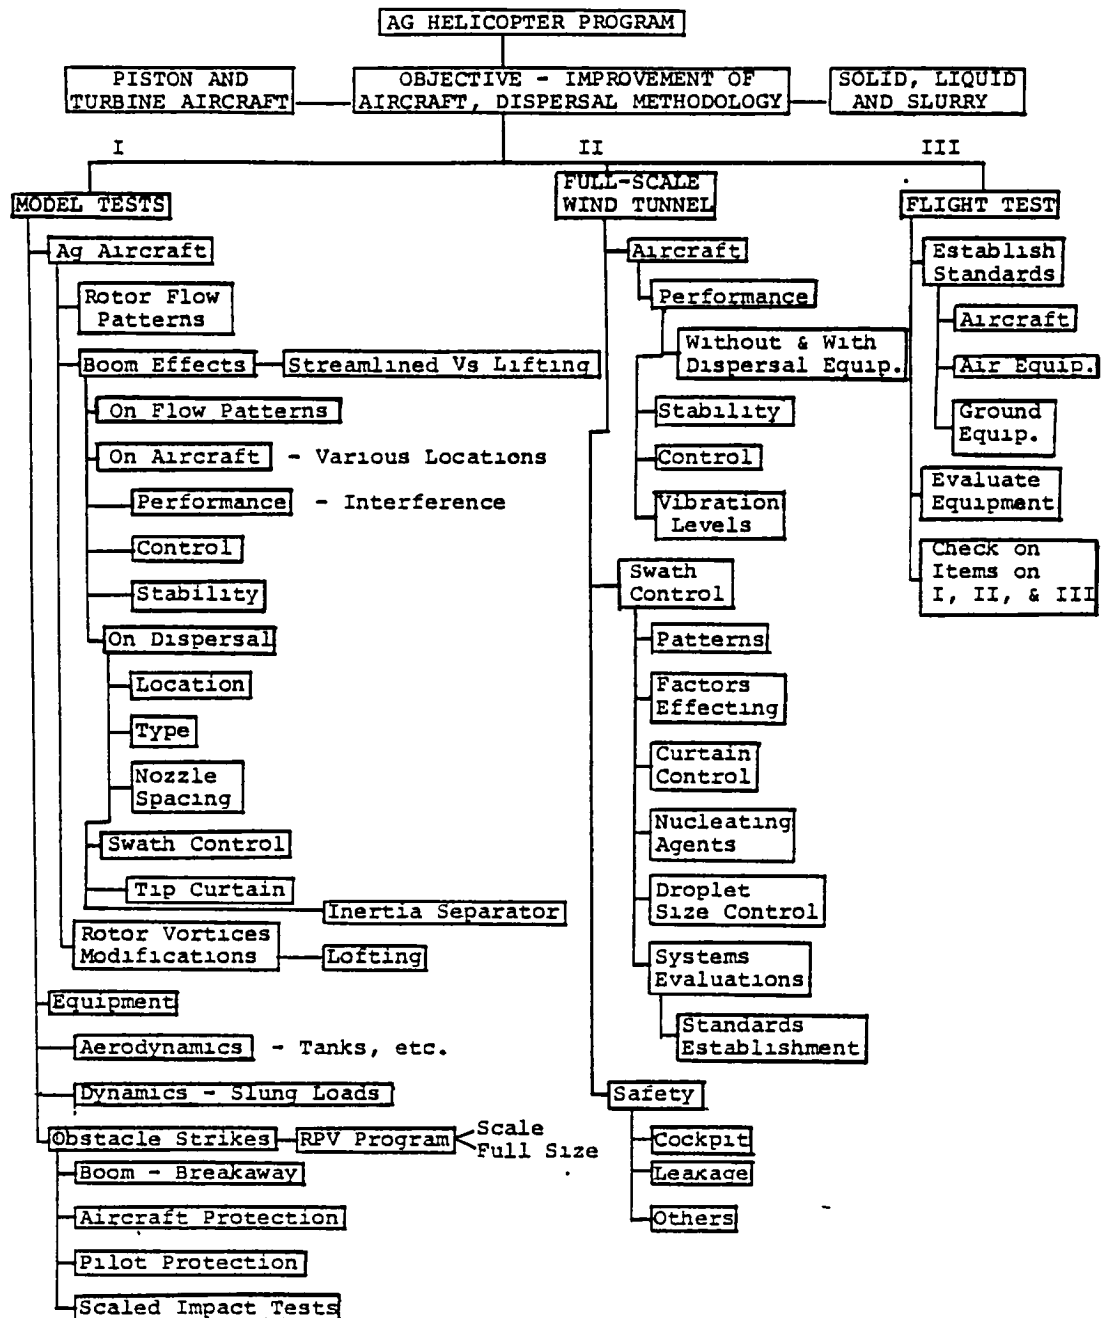 AG HELICOPTER PROGRAM
PISTON AND
TURBINE AIRCRAFT
OBJECTIVE - IMPROVEMENT OF
AIRCRAFT, DISPERSAL METHODOLOGY
SOLID, LIQUID
AND SLURRY
I
II
III
MODEL TESTS
Ag Aircraft
Rotor Flow
Patterns
Boom Effects
Streamlined Vs Lifting
On Flow Patterns
On Aircraft - Various Locations
Performance - Interference
Control
Stability
On Dispersal
Location
Type
Nozzle
Spacing
Swath Control
Tip Curtain
Inertia Separator
Rotor Vortices
Modifications
Lofting
Equipment
Aerodynamics - Tanks, etc.
Dynamics - Slung Loads
Obstacle Strikes
RPV Program
Scale
Full Size
Boom - Breakaway
Aircraft Protection
Pilot Protection
Scaled Impact Tests
FULL-SCALE
WIND TUNNEL
Aircraft
Performance
Without & With
Dispersal Equip.
Stability
Control
Vibration
Levels
Swath
Control
Patterns
Factors
Effecting
Curtain
Control
Nucleating
Agents
Droplet
Size Control
Systems
Evaluations
Standards
Establishment
Safety
Cockpit
Leakage
Others
FLIGHT TEST
Establish
Standards
Aircraft
Air Equip.
Ground
Equip.
Evaluate
Equipment
Check on
Items on
I, II, & III